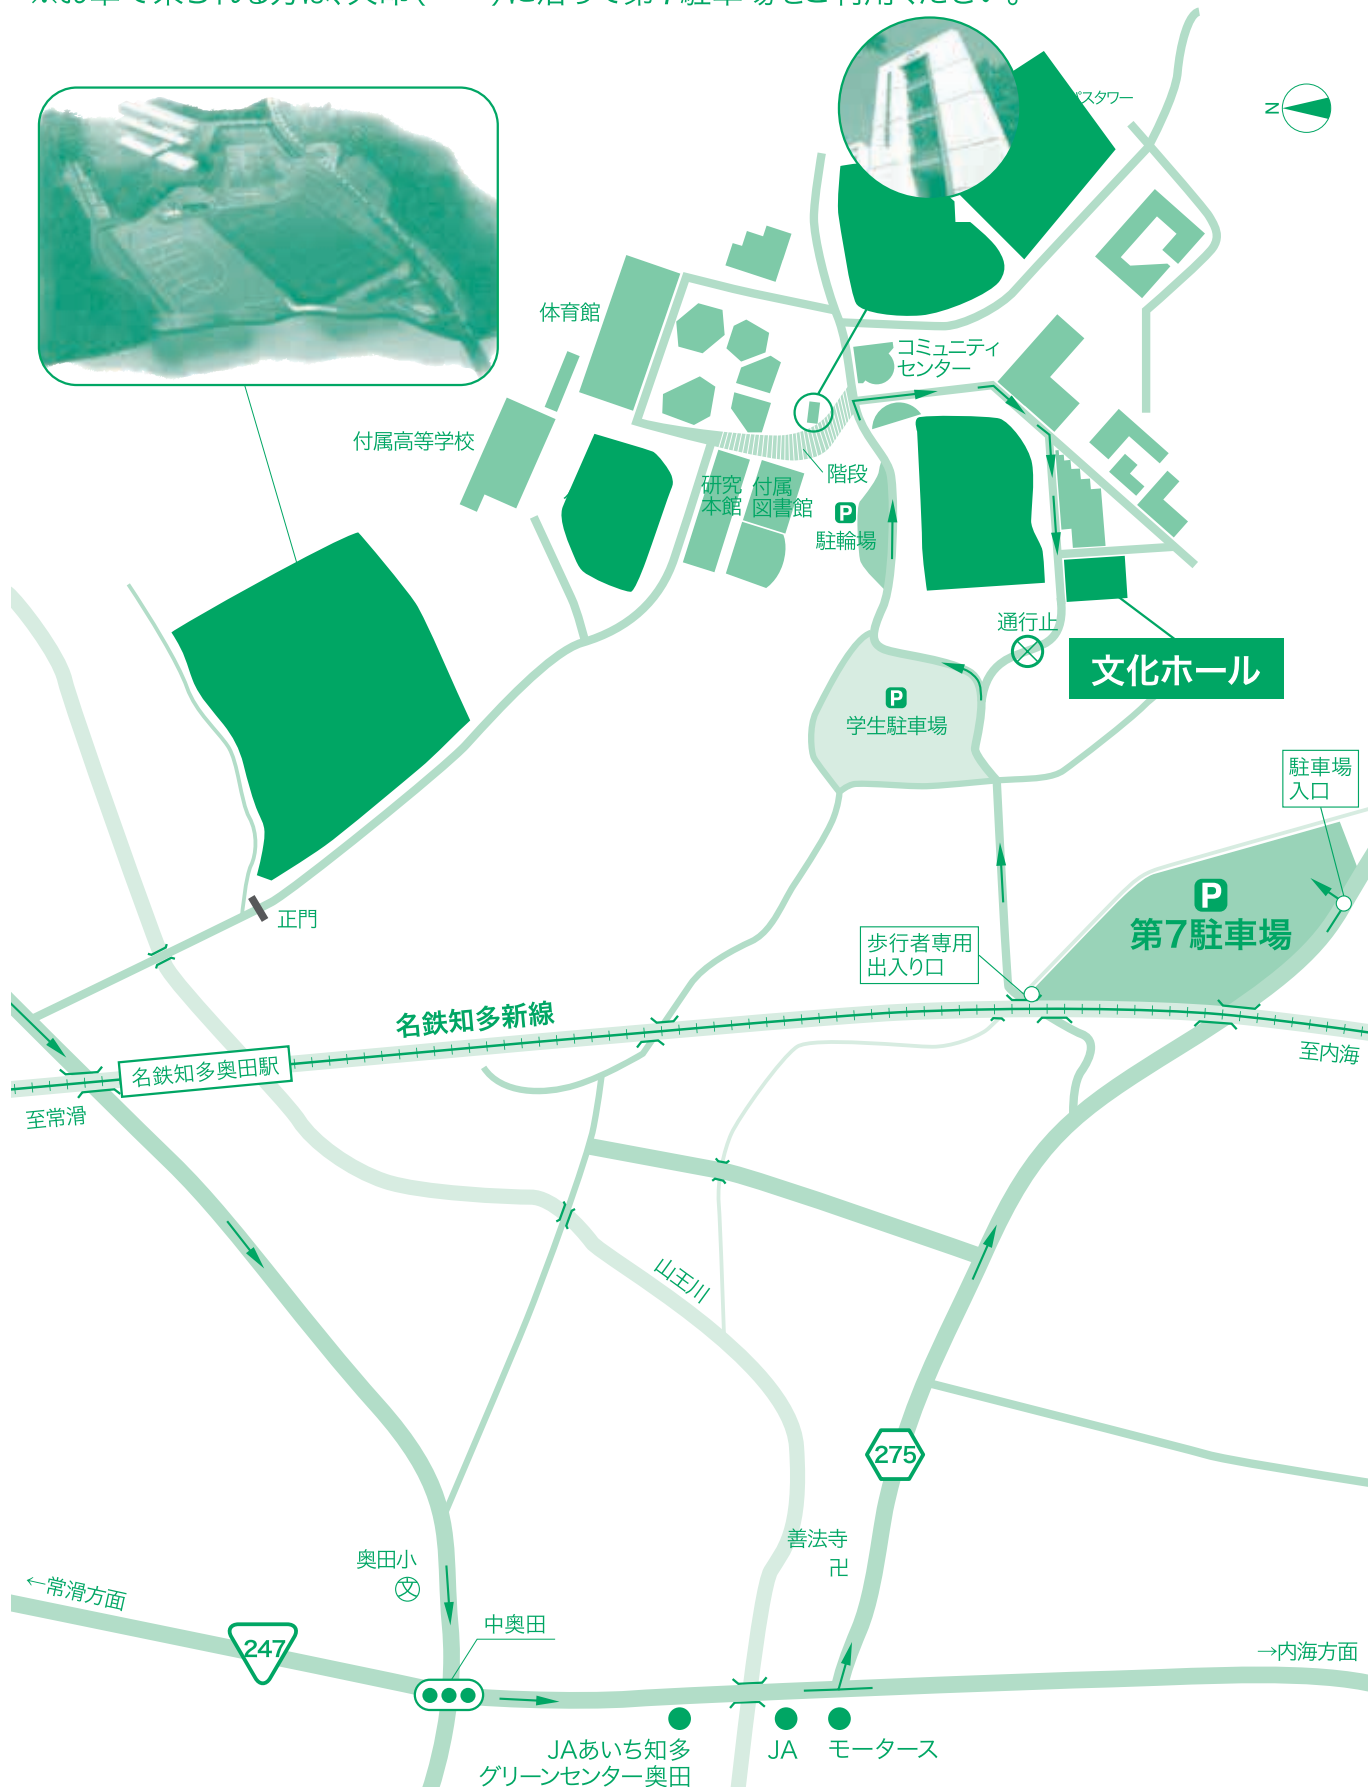 スタワー
N
体育館
コミュニティ
センター
付属高等学校
階段
研究
本館
付属
図書館
P
駐輪場
通行止
文化ホール
P
学生駐車場
駐車場
入口
P
第7駐車場
正門
歩行者専用
出入り口
名鉄知多新線
名鉄知多奥田駅
至内海
至常滑
山王川
275
善法寺
卍
奥田小
文
←常滑方面
中奥田
247
→内海方面
JAあいち知多
グリーンセンター奥田
JA
モータース